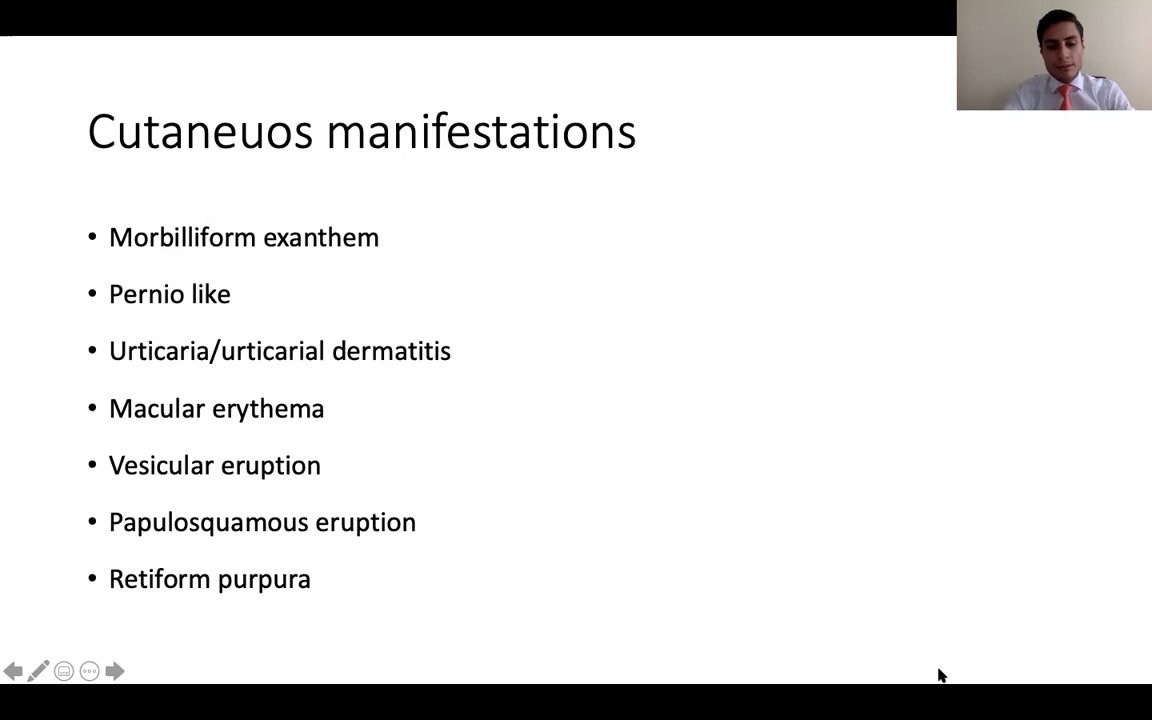 Cutaneuos manifestations
• Morbilliform exanthem
• Pernio like
• Urticaria/urticarial dermatitis
• Macular erythema
• Vesicular eruption
• Papulosquamous eruption
• Retiform purpura